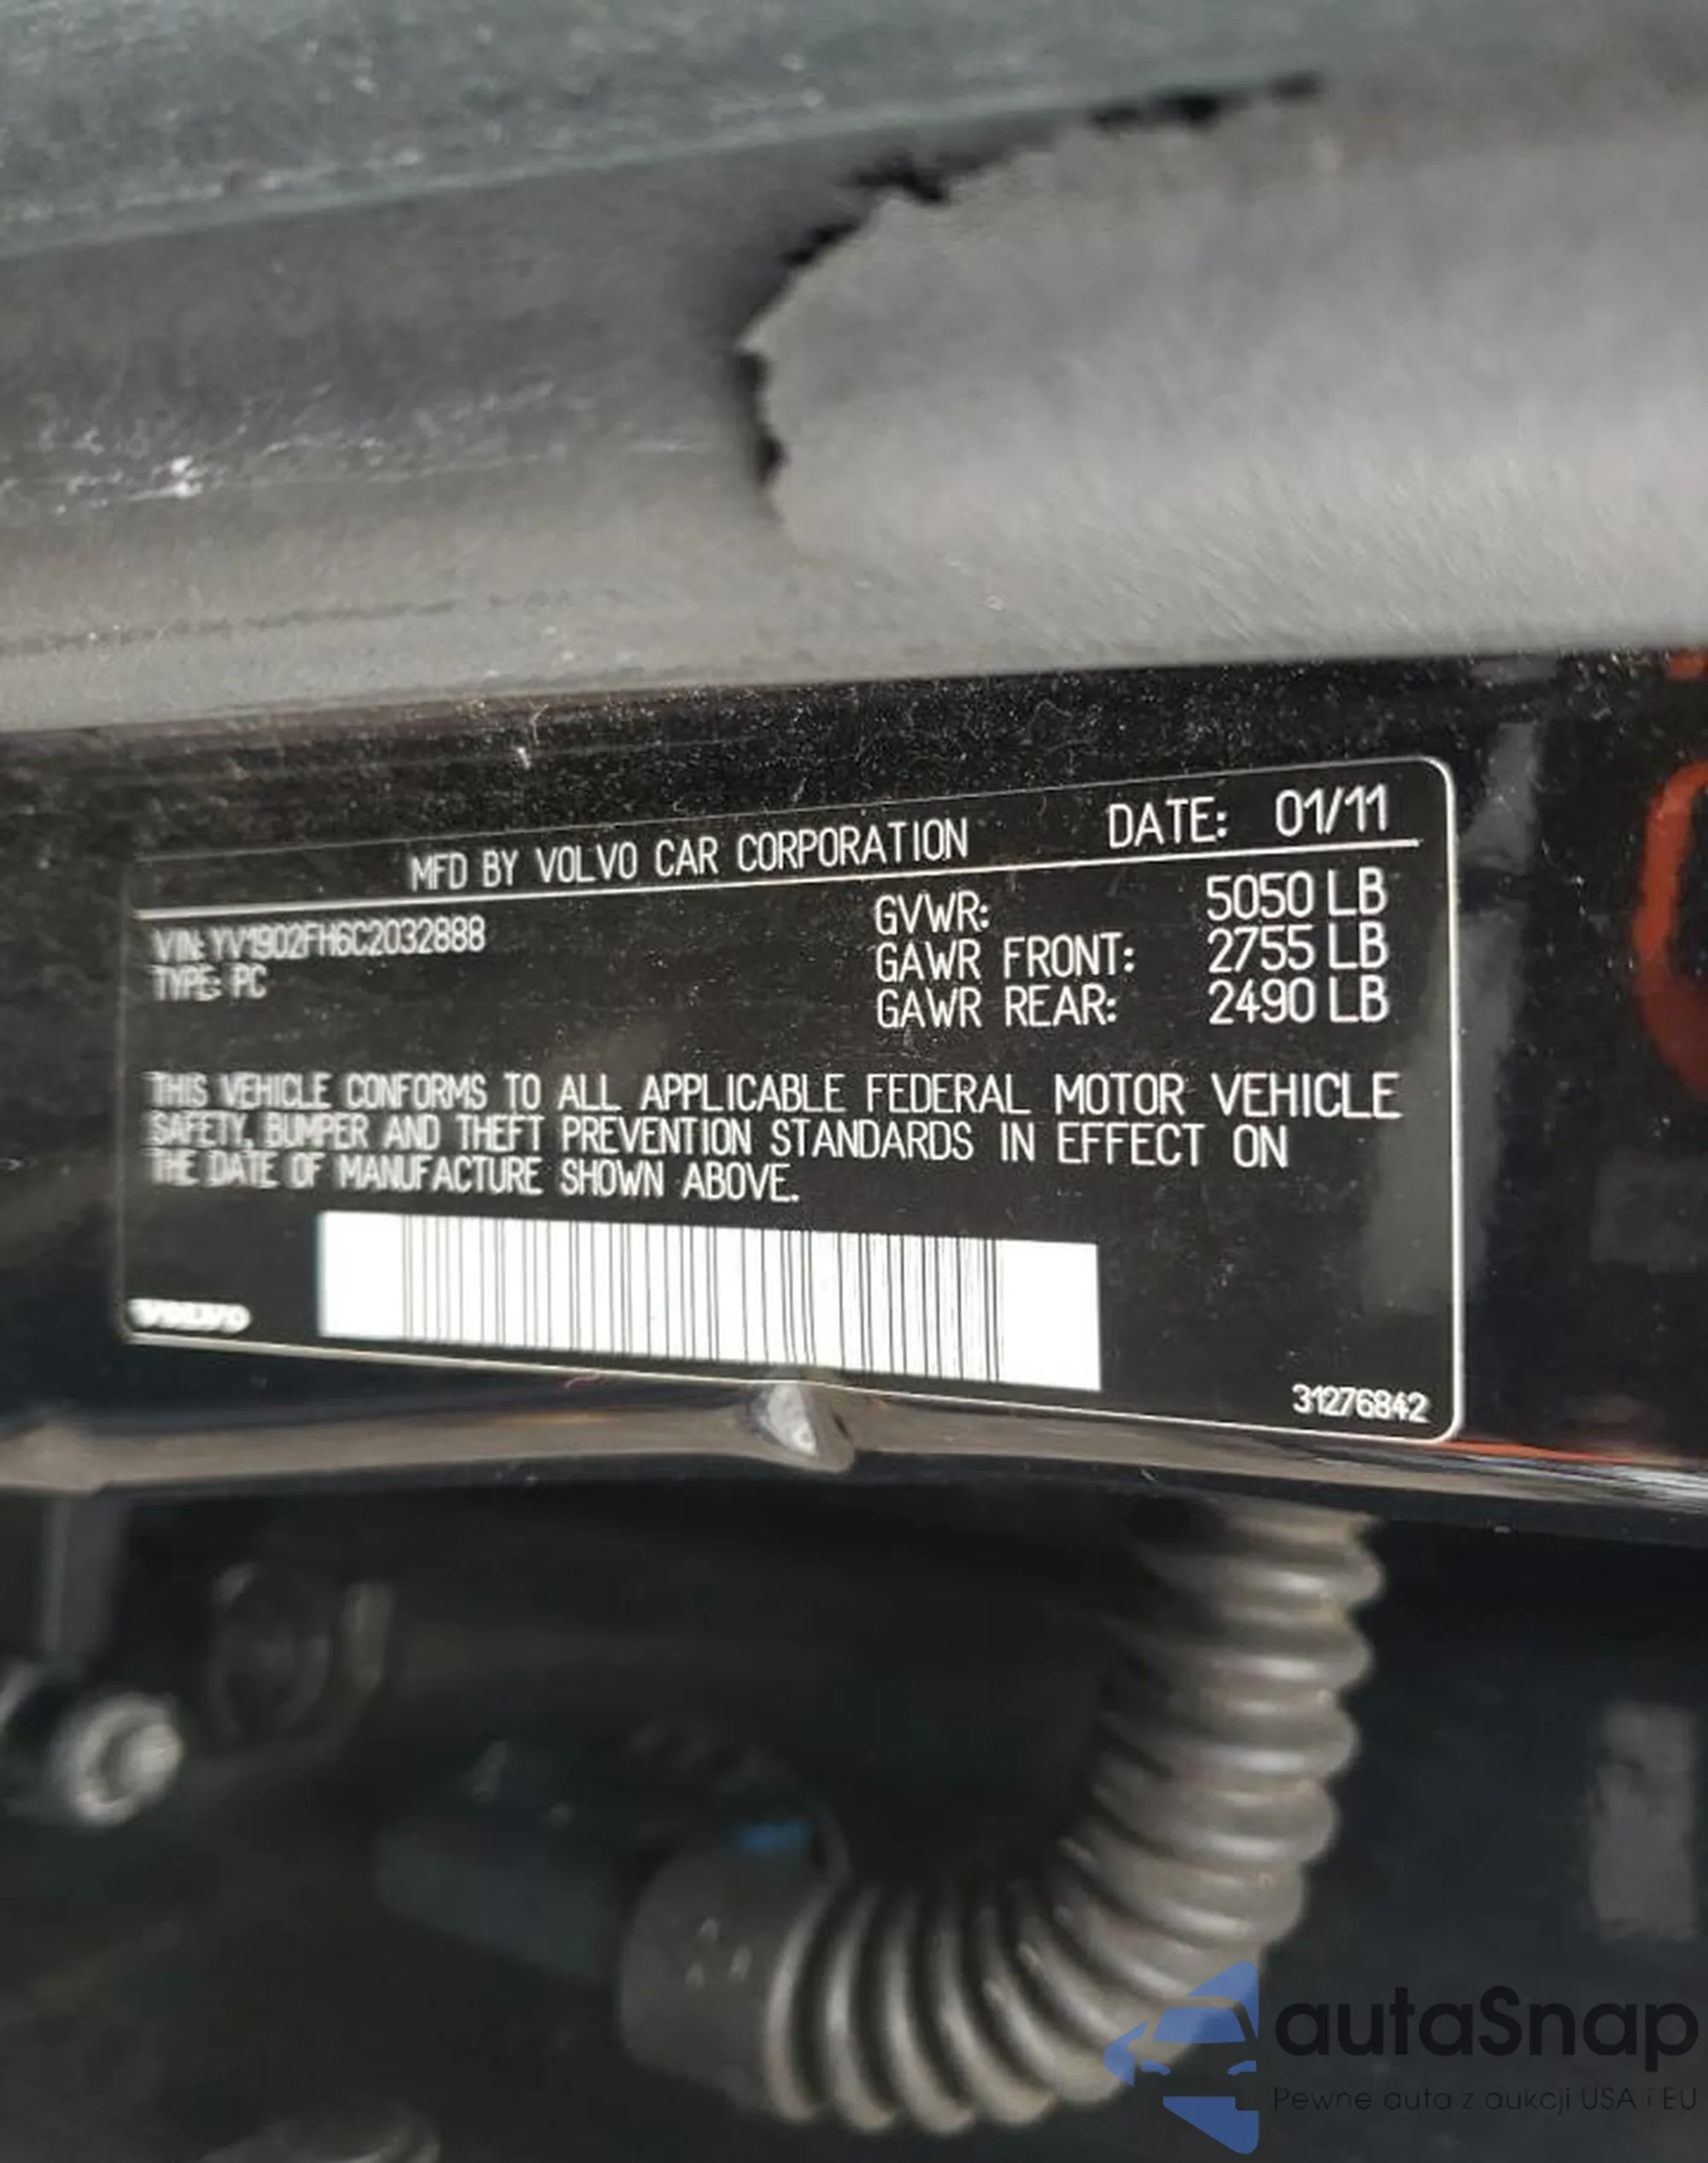 MFD BY VOLVO CAR CORPORATION DATE: 01/11
VIN: YV1902FH6C2032888
TYPE: PC
GVWR: 5050 LB
GAWR FRONT: 2755 LB
GAWR REAR: 2490 LB
THIS VEHICLE CONFORMS TO ALL APPLICABLE FEDERAL MOTOR VEHICLE
SAFETY, BUMPER AND THEFT PREVENTION STANDARDS IN EFFECT ON
THE DATE OF MANUFACTURE SHOWN ABOVE.
VOLVO
31276842
autaSnap
Pewne auta z aukcji USA i EU